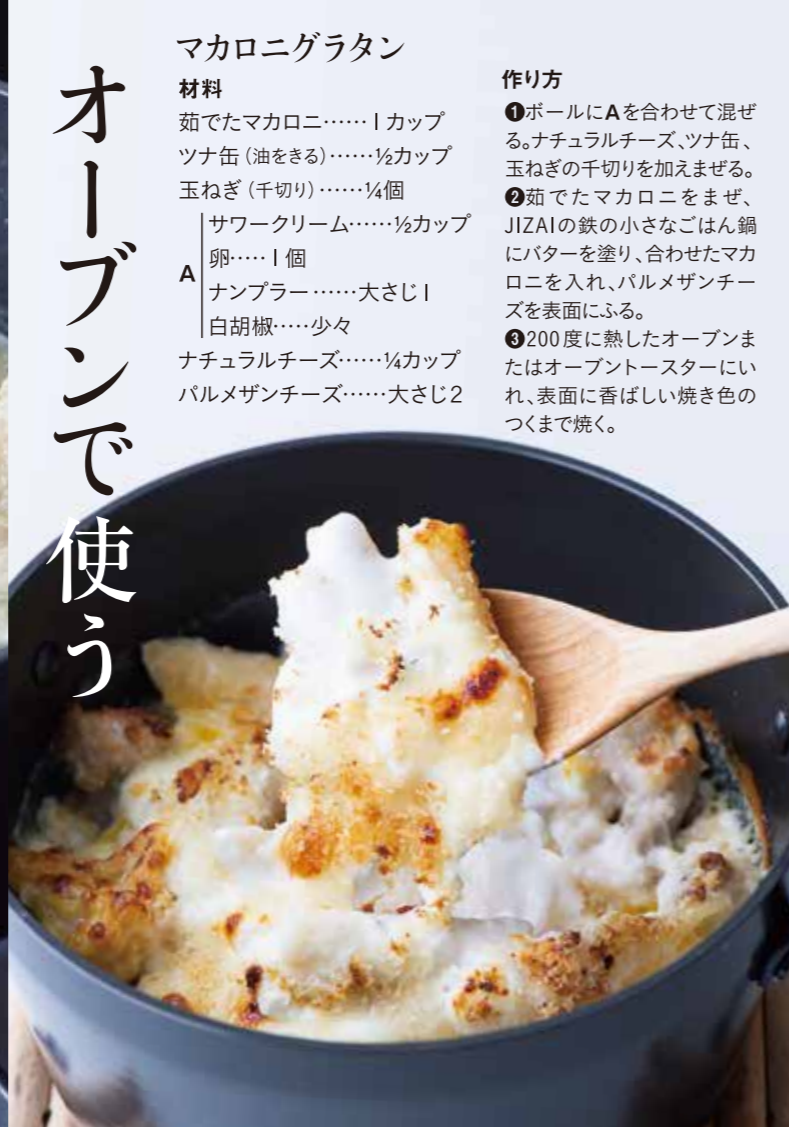 オーブンで使う
マカロニグラタン
材料
茹でたマカロニ……1カップ
ツナ缶(油をきる)……½カップ
玉ねぎ(千切り)……¼個
A
サワークリーム……½カップ
卵……1個
ナンプラー……大さじ1
白胡椒……少々
ナチュラルチーズ……¼カップ
パルメザンチーズ……大さじ2
作り方
❶ボールにAを合わせて混ぜ
る。ナチュラルチーズ、ツナ缶、
玉ねぎの千切りを加えまぜる。
❷茹でたマカロニをまぜ、
JIZAIの鉄の小さなごはん鍋
にバターを塗り、合わせたマカ
ロニを入れ、パルメザンチー
ズを表面にふる。
❸200度に熱したオーブンま
たはオーブントースターにい
れ、表面に香ばしい焼き色の
つくまで焼く。